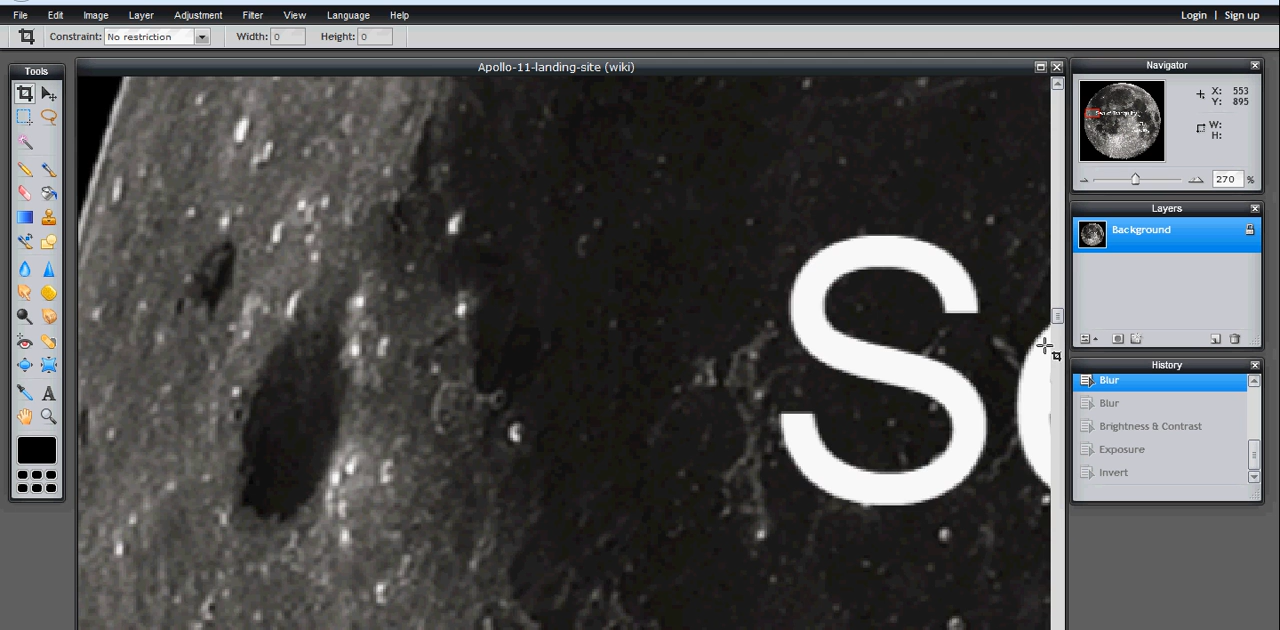 File Edit Image Layer Adjustment Filter View Language Help Login | Sign up
Constraint: No restriction Width: 0 Height: 0
Tools
Apollo-11-landing-site (wiki)
Se
Navigator
X: 553
Y: 895
W:
H:
270 %
Layers
Background
History
Blur
Blur
Brightness & Contrast
Exposure
Invert